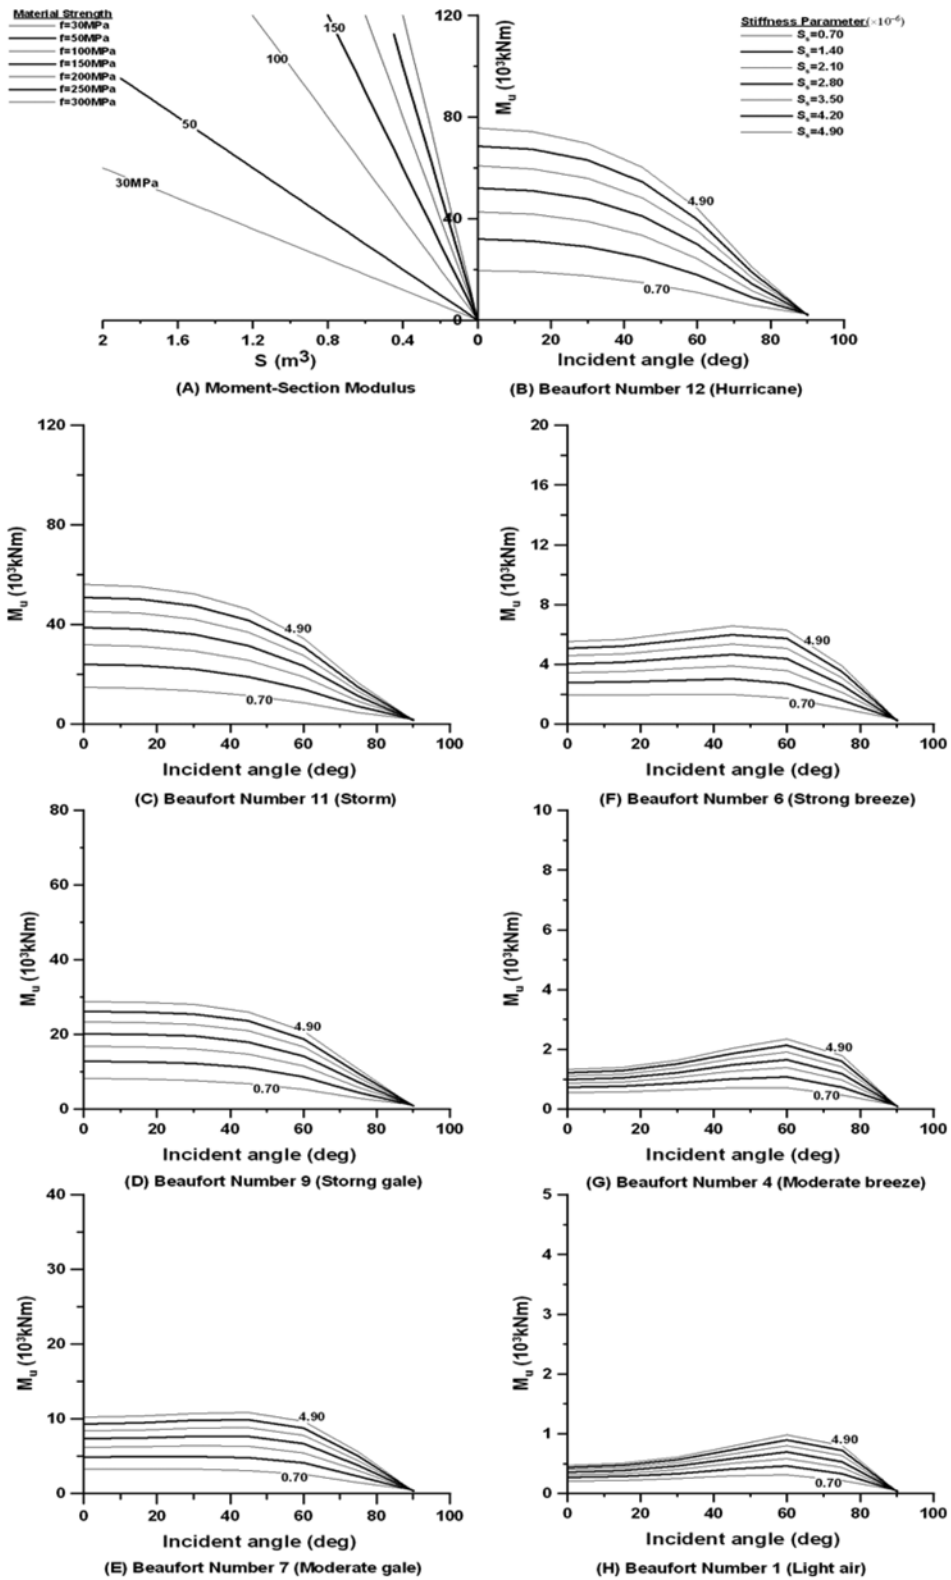 Material Strength
f=30MPa
f=50MPa
f=100MPa
f=150MPa
f=200MPa
f=250MPa
f=300MPa
30MPa
50
100
150
2
1.6
1.2
0.8
0.4
S (m³)
(A) Moment-Section Modulus
Stiffness Parameter(×10⁻⁶)
Sₛ=0.70
Sₛ=1.40
Sₛ=2.10
Sₛ=2.80
Sₛ=3.50
Sₛ=4.20
Sₛ=4.90
Mᵤ (10³kNm)
120
80
40
0
4.90
0.70
0 20 40 60 80 100
Incident angle (deg)
(B) Beaufort Number 12 (Hurricane)
Mᵤ (10³kNm)
120
80
40
0
4.90
0.70
0 20 40 60 80 100
Incident angle (deg)
(C) Beaufort Number 11 (Storm)
Mᵤ (10³kNm)
20
16
12
8
4
0
4.90
0.70
0 20 40 60 80 100
Incident angle (deg)
(F) Beaufort Number 6 (Strong breeze)
Mᵤ (10³kNm)
80
60
40
20
0
4.90
0.70
0 20 40 60 80 100
Incident angle (deg)
(D) Beaufort Number 9 (Storng gale)
Mᵤ (10³kNm)
10
8
6
4
2
0
4.90
0.70
0 20 40 60 80 100
Incident angle (deg)
(G) Beaufort Number 4 (Moderate breeze)
Mᵤ (10³kNm)
40
30
20
10
0
4.90
0.70
0 20 40 60 80 100
Incident angle (deg)
(E) Beaufort Number 7 (Moderate gale)
Mᵤ (10³kNm)
5
4
3
2
1
0
4.90
0.70
0 20 40 60 80 100
Incident angle (deg)
(H) Beaufort Number 1 (Light air)